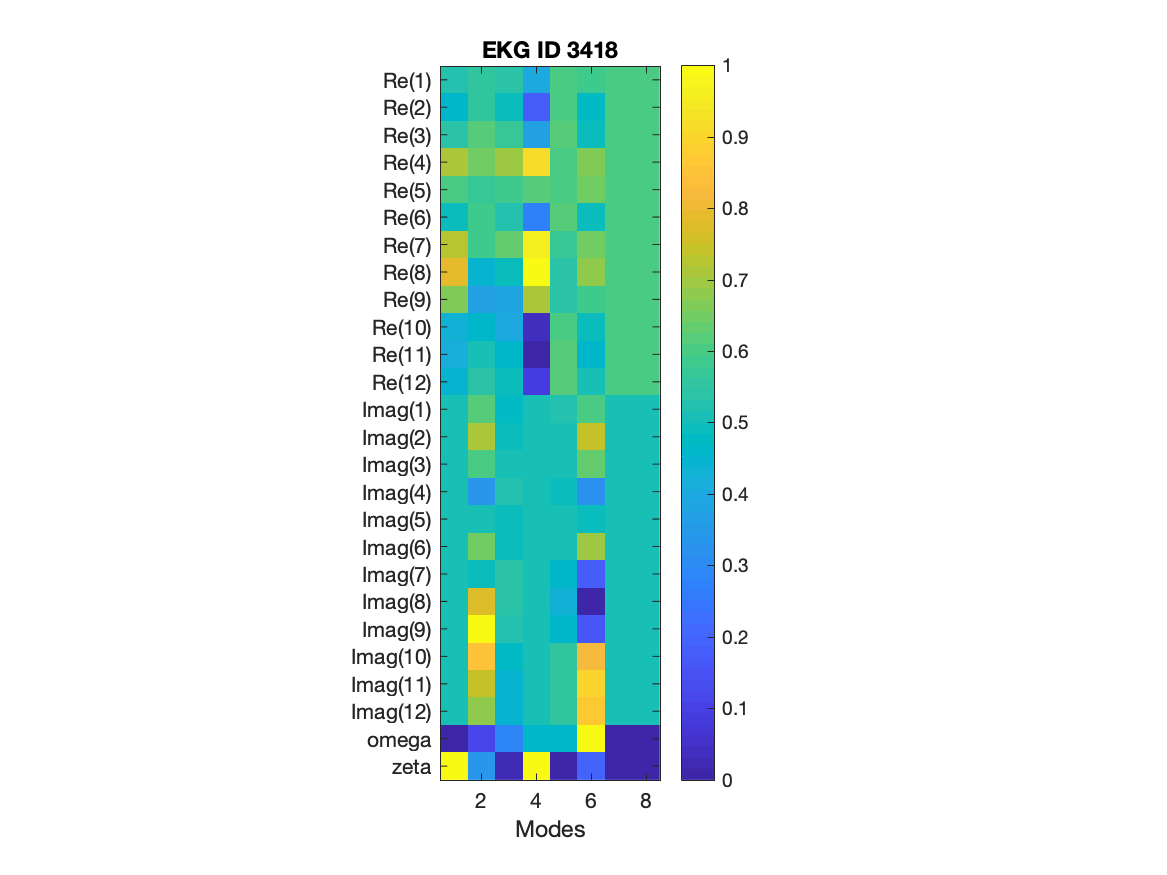 EKG ID 3418
Re(1)
Re(2)
Re(3)
Re(4)
Re(5)
Re(6)
Re(7)
Re(8)
Re(9)
Re(10)
Re(11)
Re(12)
Imag(1)
Imag(2)
Imag(3)
Imag(4)
Imag(5)
Imag(6)
Imag(7)
Imag(8)
Imag(9)
Imag(10)
Imag(11)
Imag(12)
omega
zeta
2 4 6 8
Modes
1
0.9
0.8
0.7
0.6
0.5
0.4
0.3
0.2
0.1
0